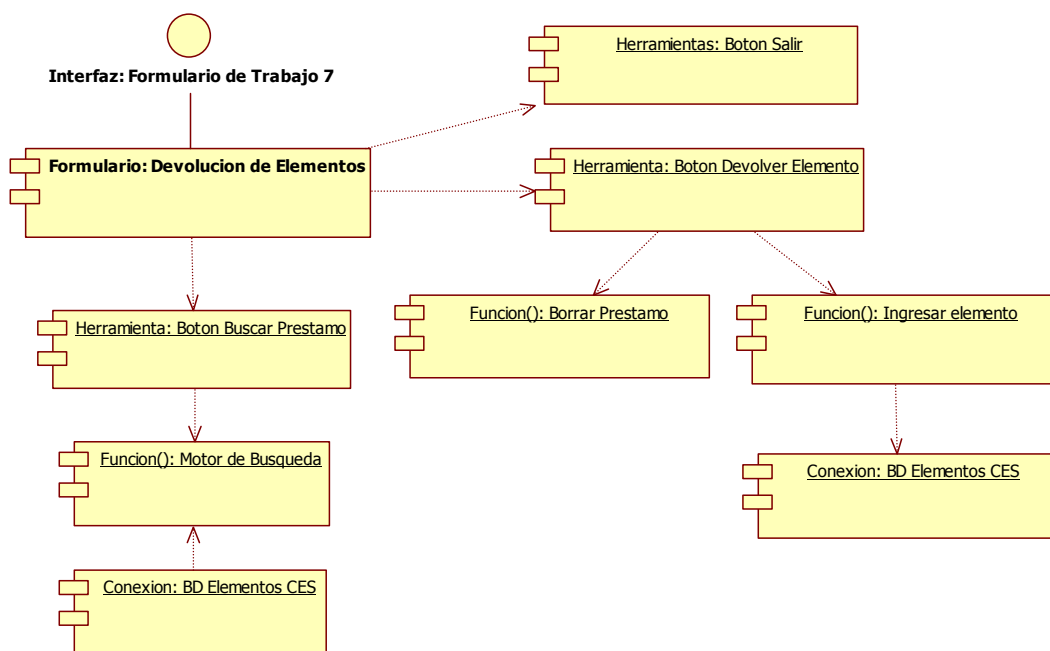 Herramientas: Boton Salir
Interfaz: Formulario de Trabajo 7
Formulario: Devolucion de Elementos
Herramienta: Boton Devolver Elemento
Herramienta: Boton Buscar Prestamo
Funcion(): Borrar Prestamo
Funcion(): Ingresar elemento
Funcion(): Motor de Busqueda
Conexion: BD Elementos CES
Conexion: BD Elementos CES